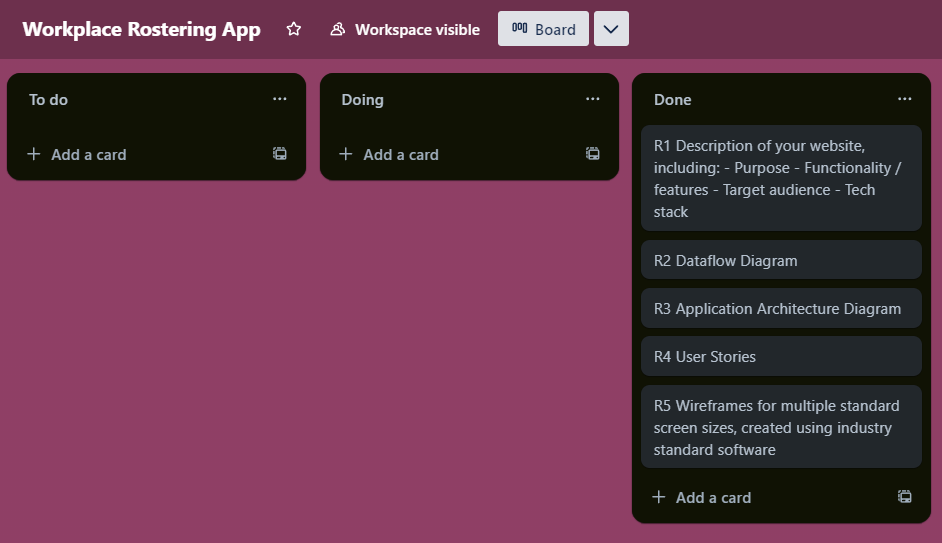 Workplace Rostering App
Workspace visible
Board
To do
Add a card
Doing
Add a card
Done
R1 Description of your website,
including: - Purpose - Functionality /
features - Target audience - Tech
stack
R2 Dataflow Diagram
R3 Application Architecture Diagram
R4 User Stories
R5 Wireframes for multiple standard
screen sizes, created using industry
standard software
Add a card